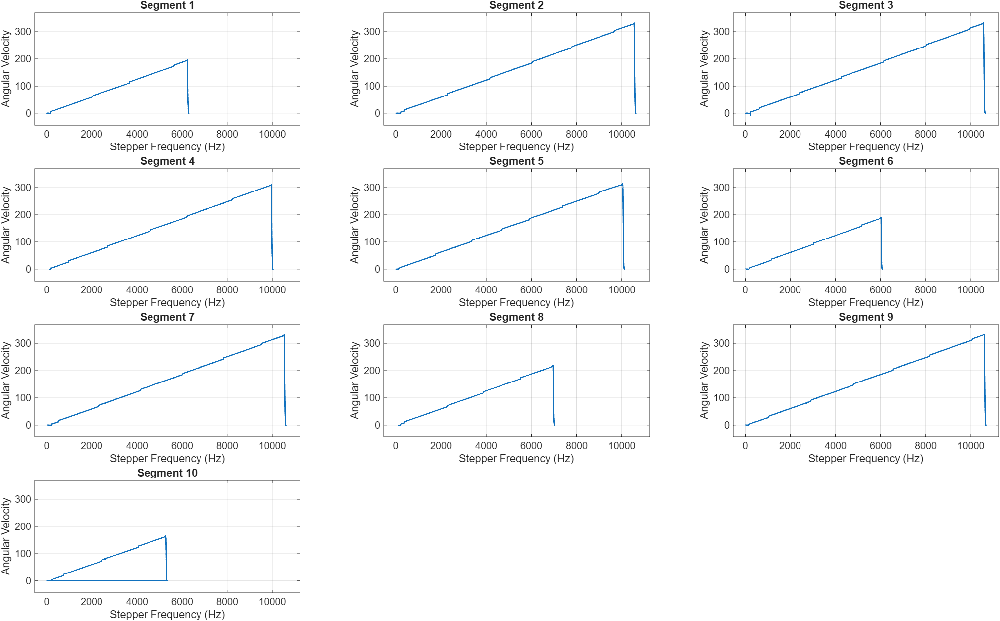 Segment 1
300
200
100
0
Angular Velocity
0 2000 4000 6000 8000 10000
Stepper Frequency (Hz)
Segment 2
300
200
100
0
Angular Velocity
0 2000 4000 6000 8000 10000
Stepper Frequency (Hz)
Segment 3
300
200
100
0
Angular Velocity
0 2000 4000 6000 8000 10000
Stepper Frequency (Hz)
Segment 4
300
200
100
0
Angular Velocity
0 2000 4000 6000 8000 10000
Stepper Frequency (Hz)
Segment 5
300
200
100
0
Angular Velocity
0 2000 4000 6000 8000 10000
Stepper Frequency (Hz)
Segment 6
300
200
100
0
Angular Velocity
0 2000 4000 6000 8000 10000
Stepper Frequency (Hz)
Segment 7
300
200
100
0
Angular Velocity
0 2000 4000 6000 8000 10000
Stepper Frequency (Hz)
Segment 8
300
200
100
0
Angular Velocity
0 2000 4000 6000 8000 10000
Stepper Frequency (Hz)
Segment 9
300
200
100
0
Angular Velocity
0 2000 4000 6000 8000 10000
Stepper Frequency (Hz)
Segment 10
300
200
100
0
Angular Velocity
0 2000 4000 6000 8000 10000
Stepper Frequency (Hz)